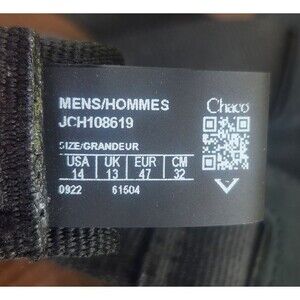 MENS/HOMMES
Chaco
JCH108619
SIZE/GRANDEUR
USA UK EUR CM
14 13 47 32
0922 61504